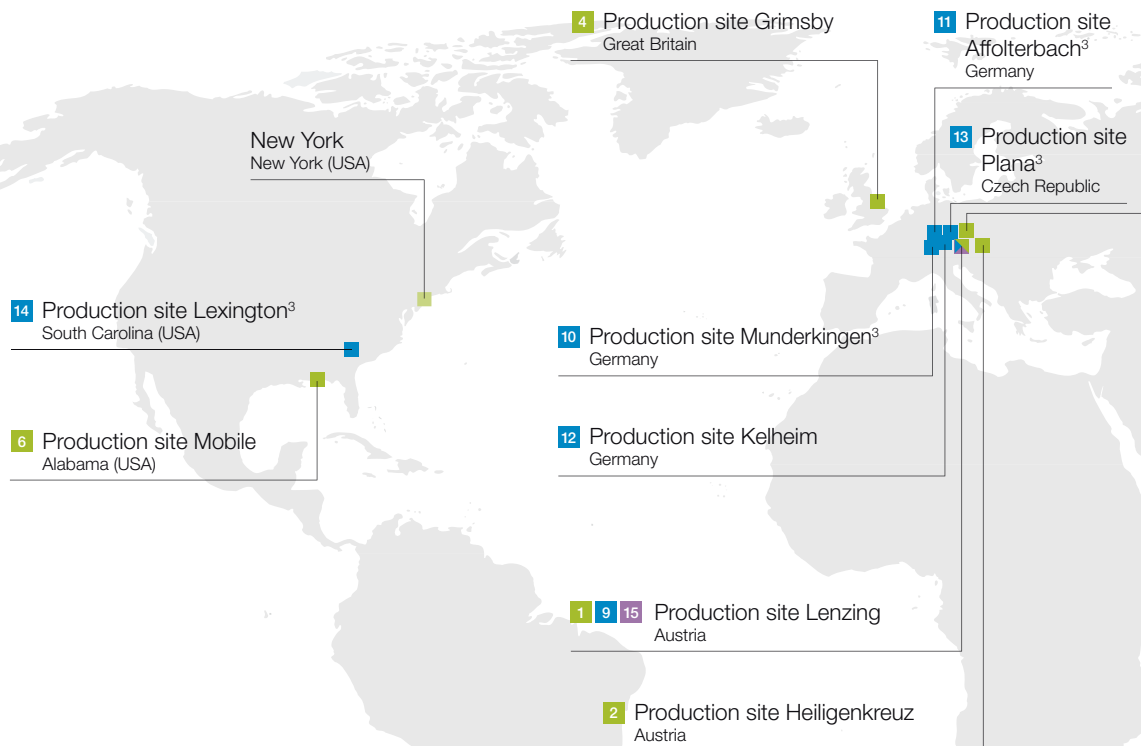 4 Production site Grimsby
Great Britain
11 Production site
Affolterbach³
Germany
New York
New York (USA)
13 Production site
Plana³
Czech Republic
14 Production site Lexington³
South Carolina (USA)
10 Production site Munderkingen³
Germany
6 Production site Mobile
Alabama (USA)
12 Production site Kelheim
Germany
1 9 15 Production site Lenzing
Austria
2 Production site Heiligenkreuz
Austria